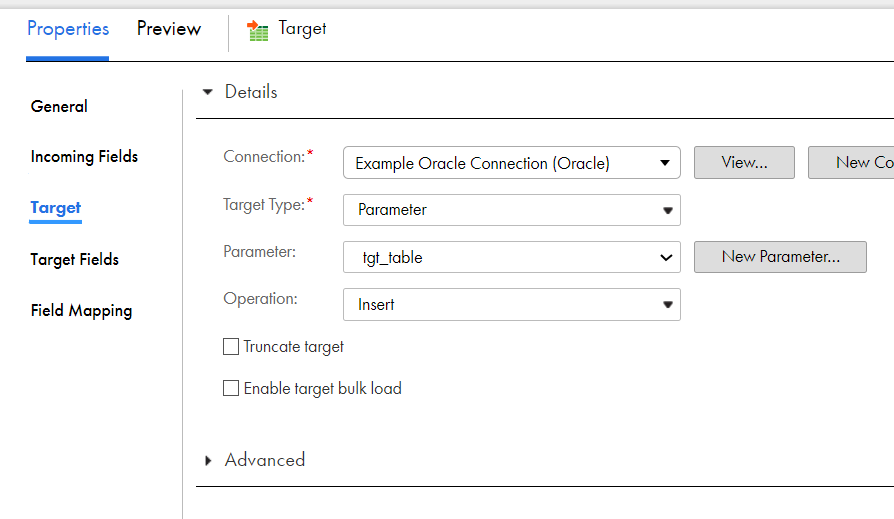 Properties Preview Target
General
Incoming Fields
Target
Target Fields
Field Mapping
Details
Connection:* Example Oracle Connection (Oracle) View... New Co
Target Type:* Parameter
Parameter: tgt_table New Parameter...
Operation: Insert
Truncate target
Enable target bulk load
Advanced